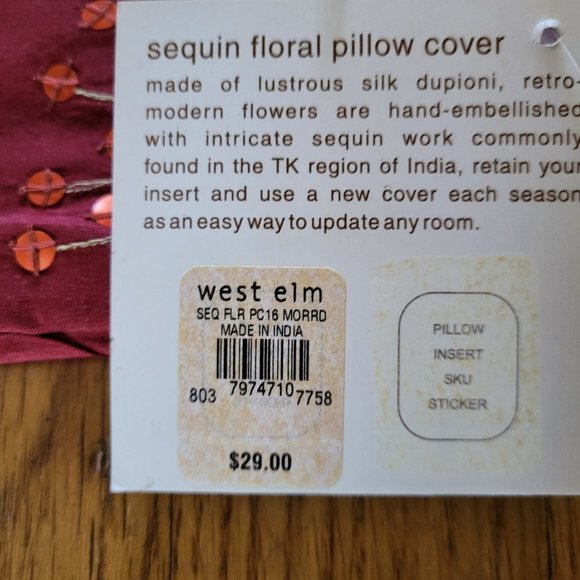 sequin floral pillow cover
made of lustrous silk dupioni, retro-
modern flowers are hand-embellished
with intricate sequin work commonly
found in the TK region of India, retain your
insert and use a new cover each season
as an easy way to update any room.
west elm
SEQ FLR PC16 MORRD
MADE IN INDIA
803 7974710 7758
$29.00
PILLOW
INSERT
SKU
STICKER